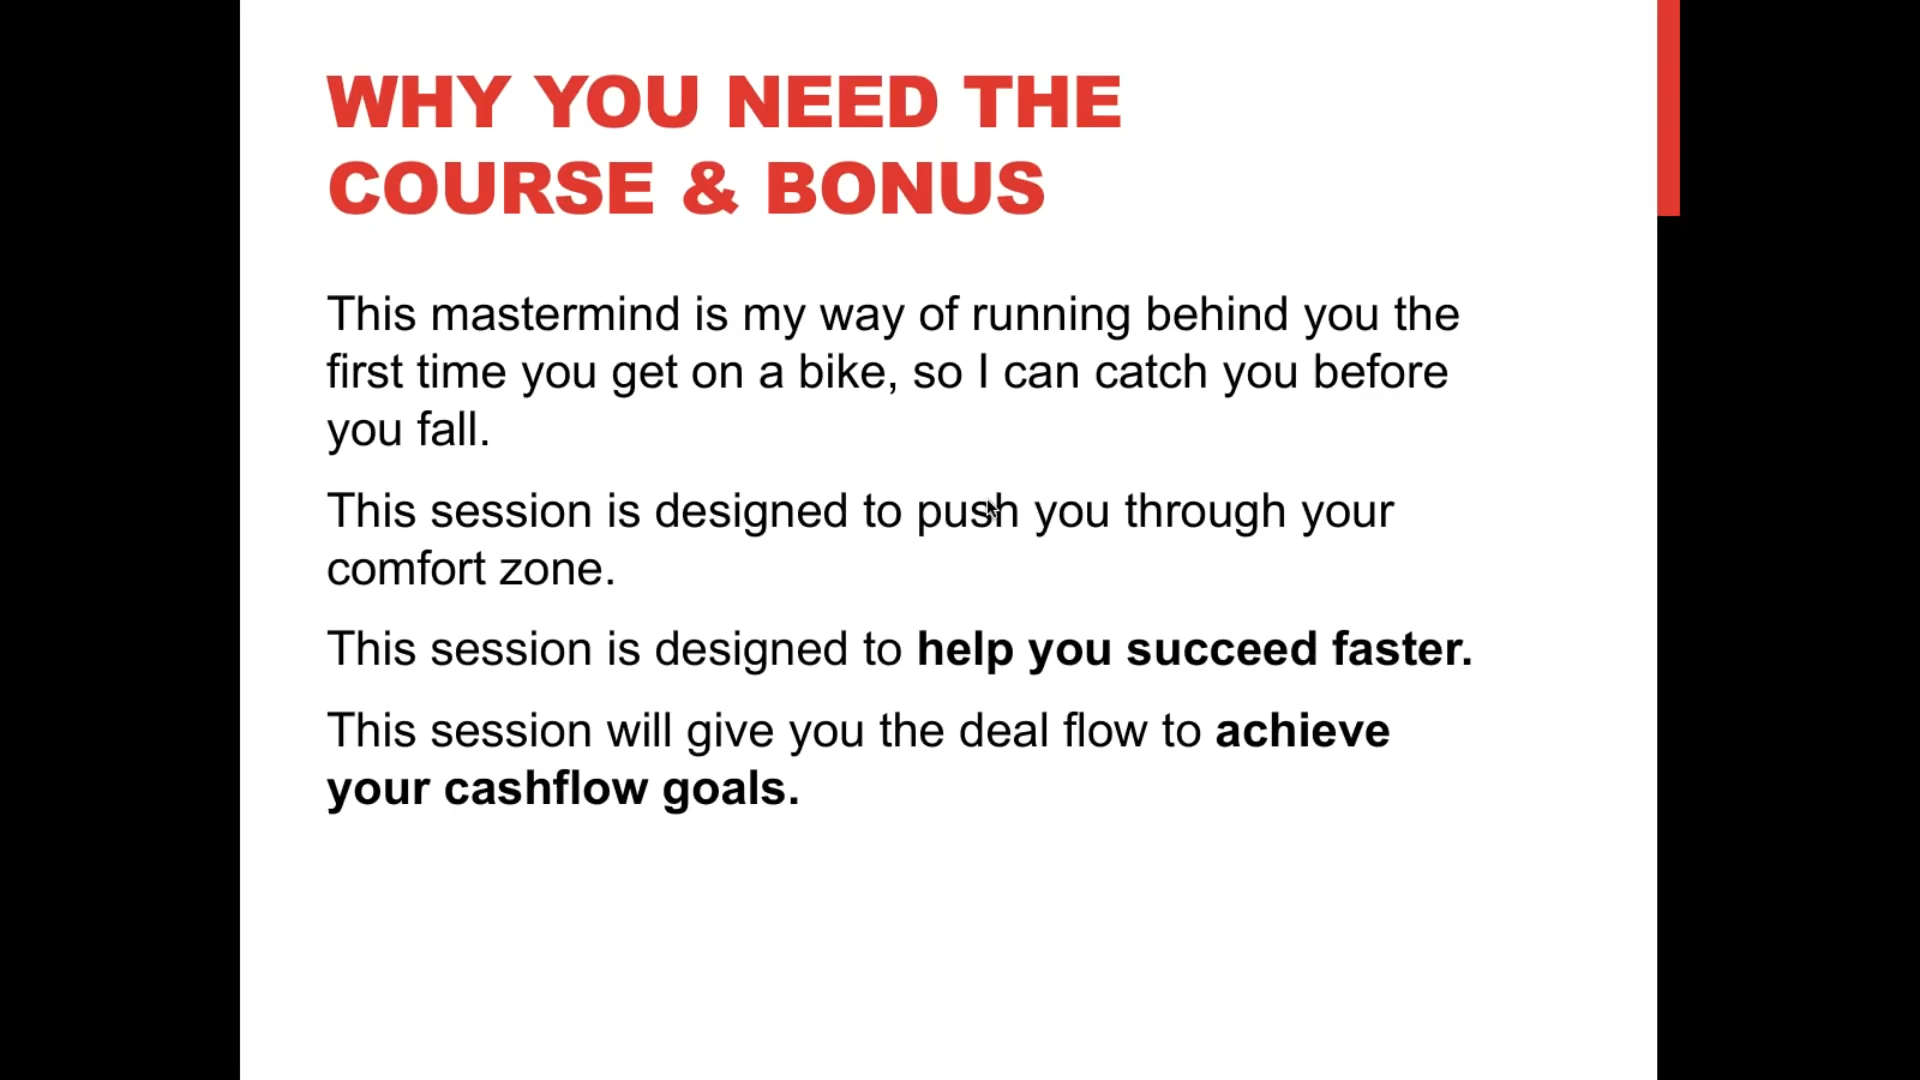 WHY YOU NEED THE
COURSE & BONUS
This mastermind is my way of running behind you the
first time you get on a bike, so I can catch you before
you fall.
This session is designed to push you through your
comfort zone.
This session is designed to help you succeed faster.
This session will give you the deal flow to achieve
your cashflow goals.